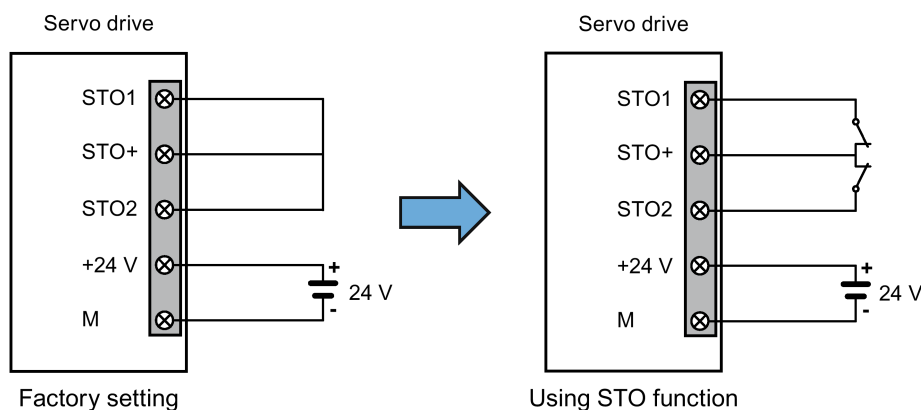 Servo drive
STO1
STO+
STO2
+24 V
M
+
24 V
-
Factory setting
Servo drive
STO1
STO+
STO2
+24 V
M
+
24 V
-
Using STO function